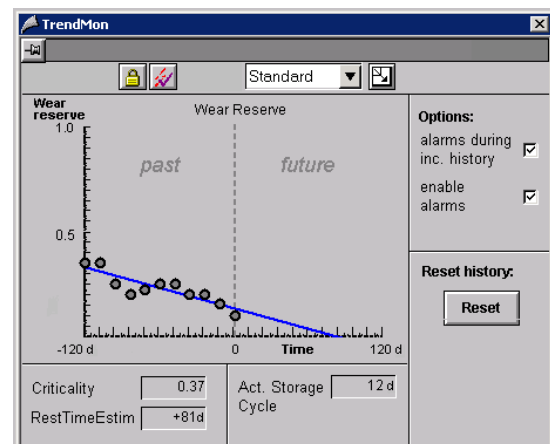 TrendMon
Standard
Wear
reserve
Wear Reserve
1.0
past
future
0.5
-120 d
0
Time
120 d
Options:
alarms during
inc. history
enable
alarms
Reset history:
Reset
Criticality
0.37
RestTimeEstim
+81d
Act. Storage
Cycle
12 d